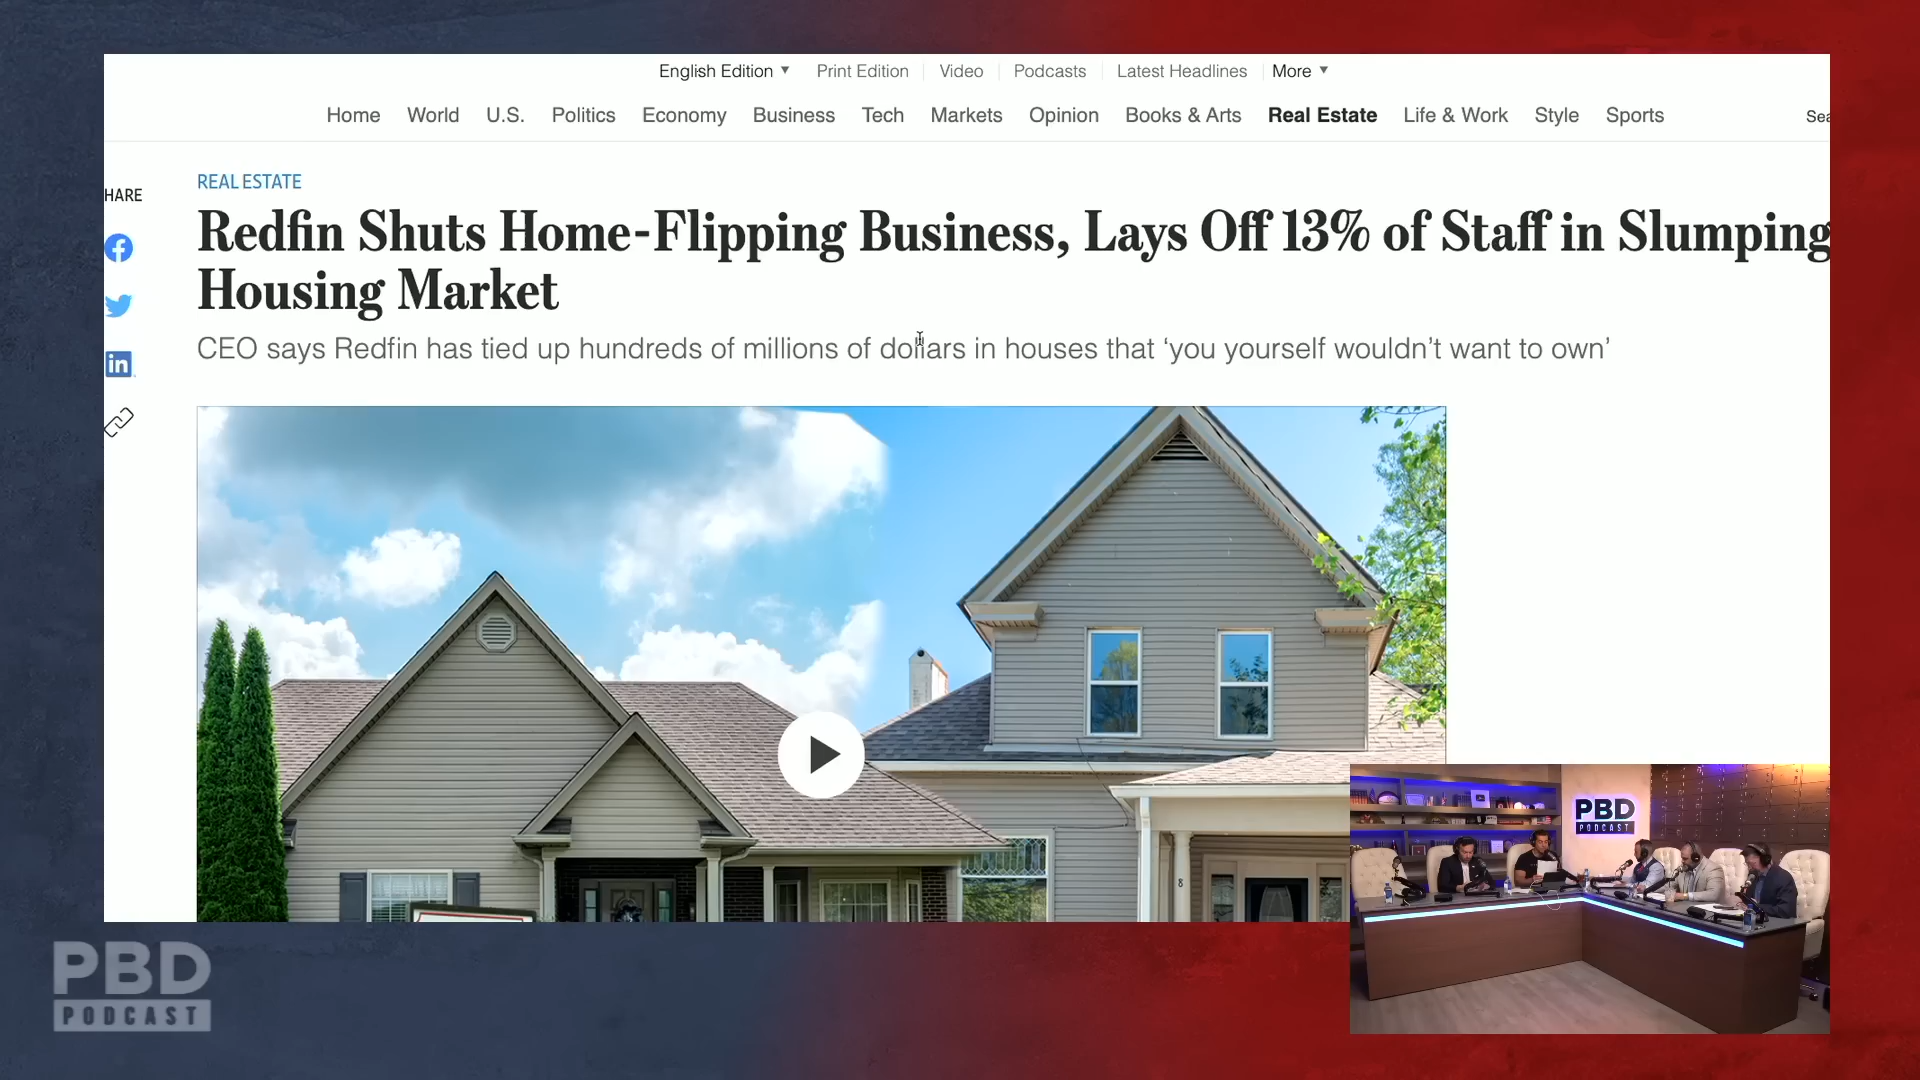 English Edition Print Edition Video Podcasts Latest Headlines More
Home World U.S. Politics Economy Business Tech Markets Opinion Books & Arts Real Estate Life & Work Style Sports Sea
HARE
REAL ESTATE
Redfin Shuts Home-Flipping Business, Lays Off 13% of Staff in Slumping
Housing Market
CEO says Redfin has tied up hundreds of millions of dollars in houses that ‘you yourself wouldn’t want to own’
in
8
PBD
PODCAST
PBD
PODCAST